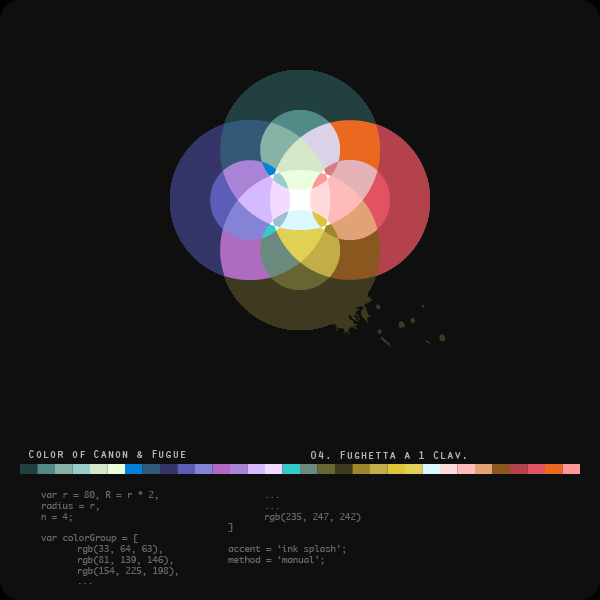 COLOR OF CANON & FUGUE
04. FUGHETTA A 1 CLAV.
var r = 80, R = r * 2,
radius = r,
n = 4;
var colorGroup = [
rgb(33, 64, 63),
rgb(81, 139, 146),
rgb(154, 225, 198),
...
...
...
rgb(235, 247, 242)
]
accent = ‘ink splash’;
method = ‘manual’;